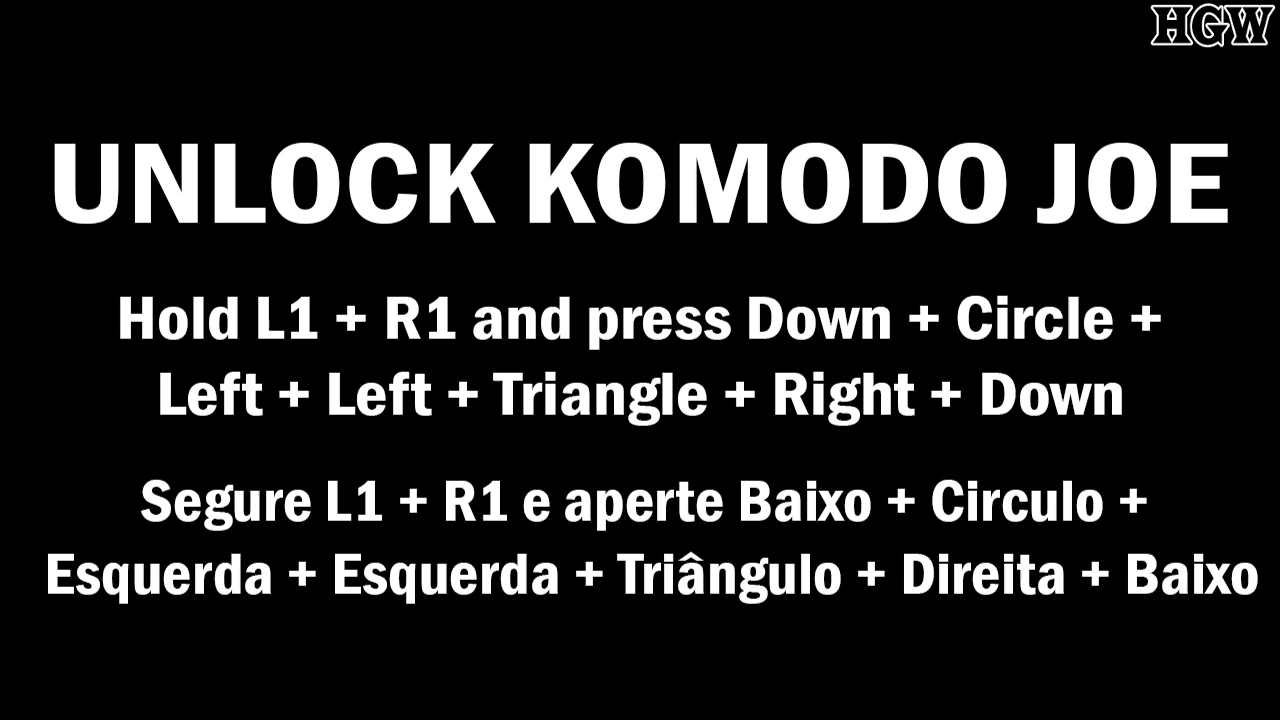 HGW
UNLOCK KOMODO JOE
Hold L1 + R1 and press Down + Circle +
Left + Left + Triangle + Right + Down
Segure L1 + R1 e aperte Baixo + Circulo +
Esquerda + Esquerda + Triângulo + Direita + Baixo